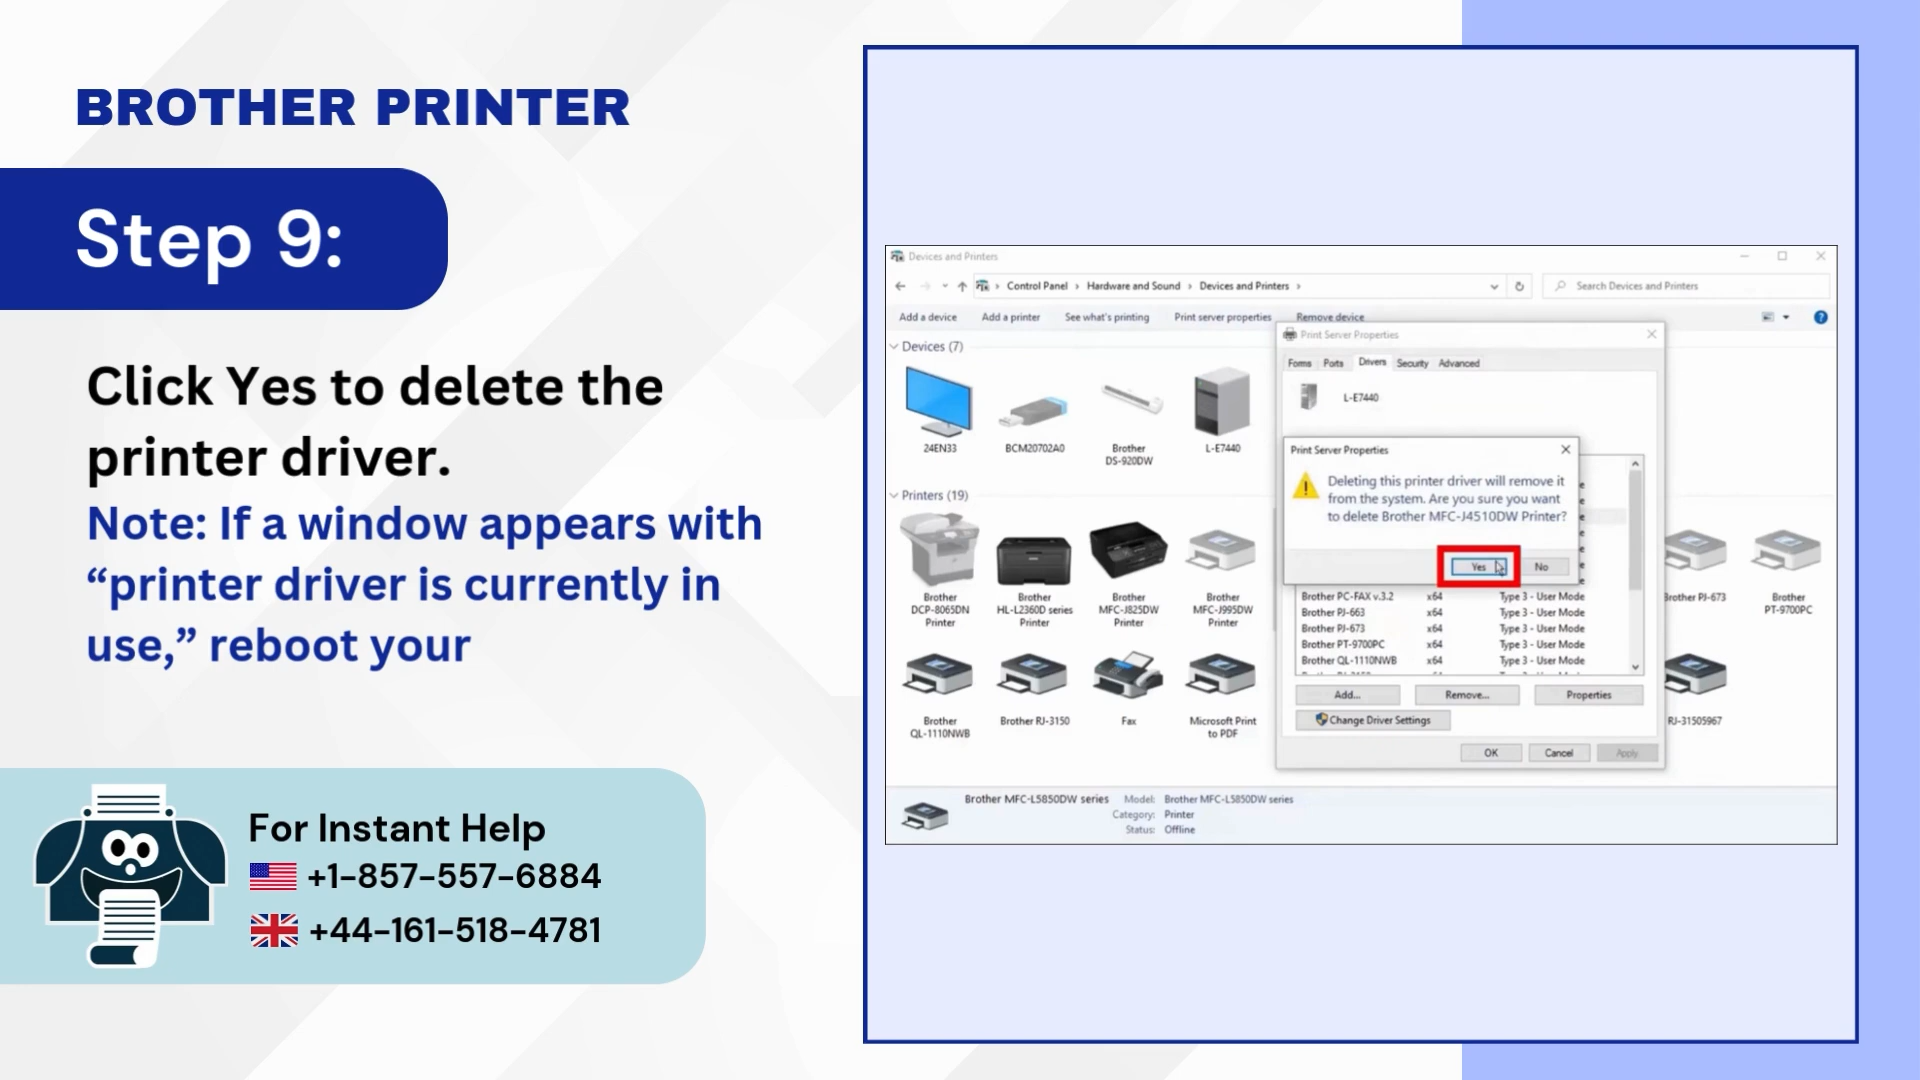 BROTHER PRINTER
Step 9:
Click Yes to delete the
printer driver.
Note: If a window appears with
“printer driver is currently in
use,” reboot your
For Instant Help
+1-857-557-6884
+44-161-518-4781
Devices and Printers
Control Panel › Hardware and Sound › Devices and Printers ›
Search Devices and Printers
Add a device Add a printer See what's printing Print server properties Remove device
Devices (7)
24EN33
BCM20702A0
Brother
DS-920DW
L-E7440
Printers (19)
Brother
DCP-8065DN
Printer
Brother
HL-L2360D series
Printer
Brother
MFC-J825DW
Printer
Brother
MFC-J995DW
Printer
Brother PJ-673
Brother
PT-9700PC
Brother
QL-1110NWB
Brother RJ-3150
Fax
Microsoft Print
to PDF
RJ-31505967
Print Server Properties
Forms Ports Drivers Security Advanced
L-E7440
Print Server Properties
Deleting this printer driver will remove it
from the system. Are you sure you want
to delete Brother MFC-J4510DW Printer?
Yes No
Brother PC-FAX v.3.2 x64 Type 3 - User Mode
Brother PJ-663 x64 Type 3 - User Mode
Brother PJ-673 x64 Type 3 - User Mode
Brother PT-9700PC x64 Type 3 - User Mode
Brother QL-1110NWB x64 Type 3 - User Mode
Add... Remove... Properties
Change Driver Settings
OK Cancel Apply
Brother MFC-L5850DW series Model: Brother MFC-L5850DW series
Category: Printer
Status: Offline